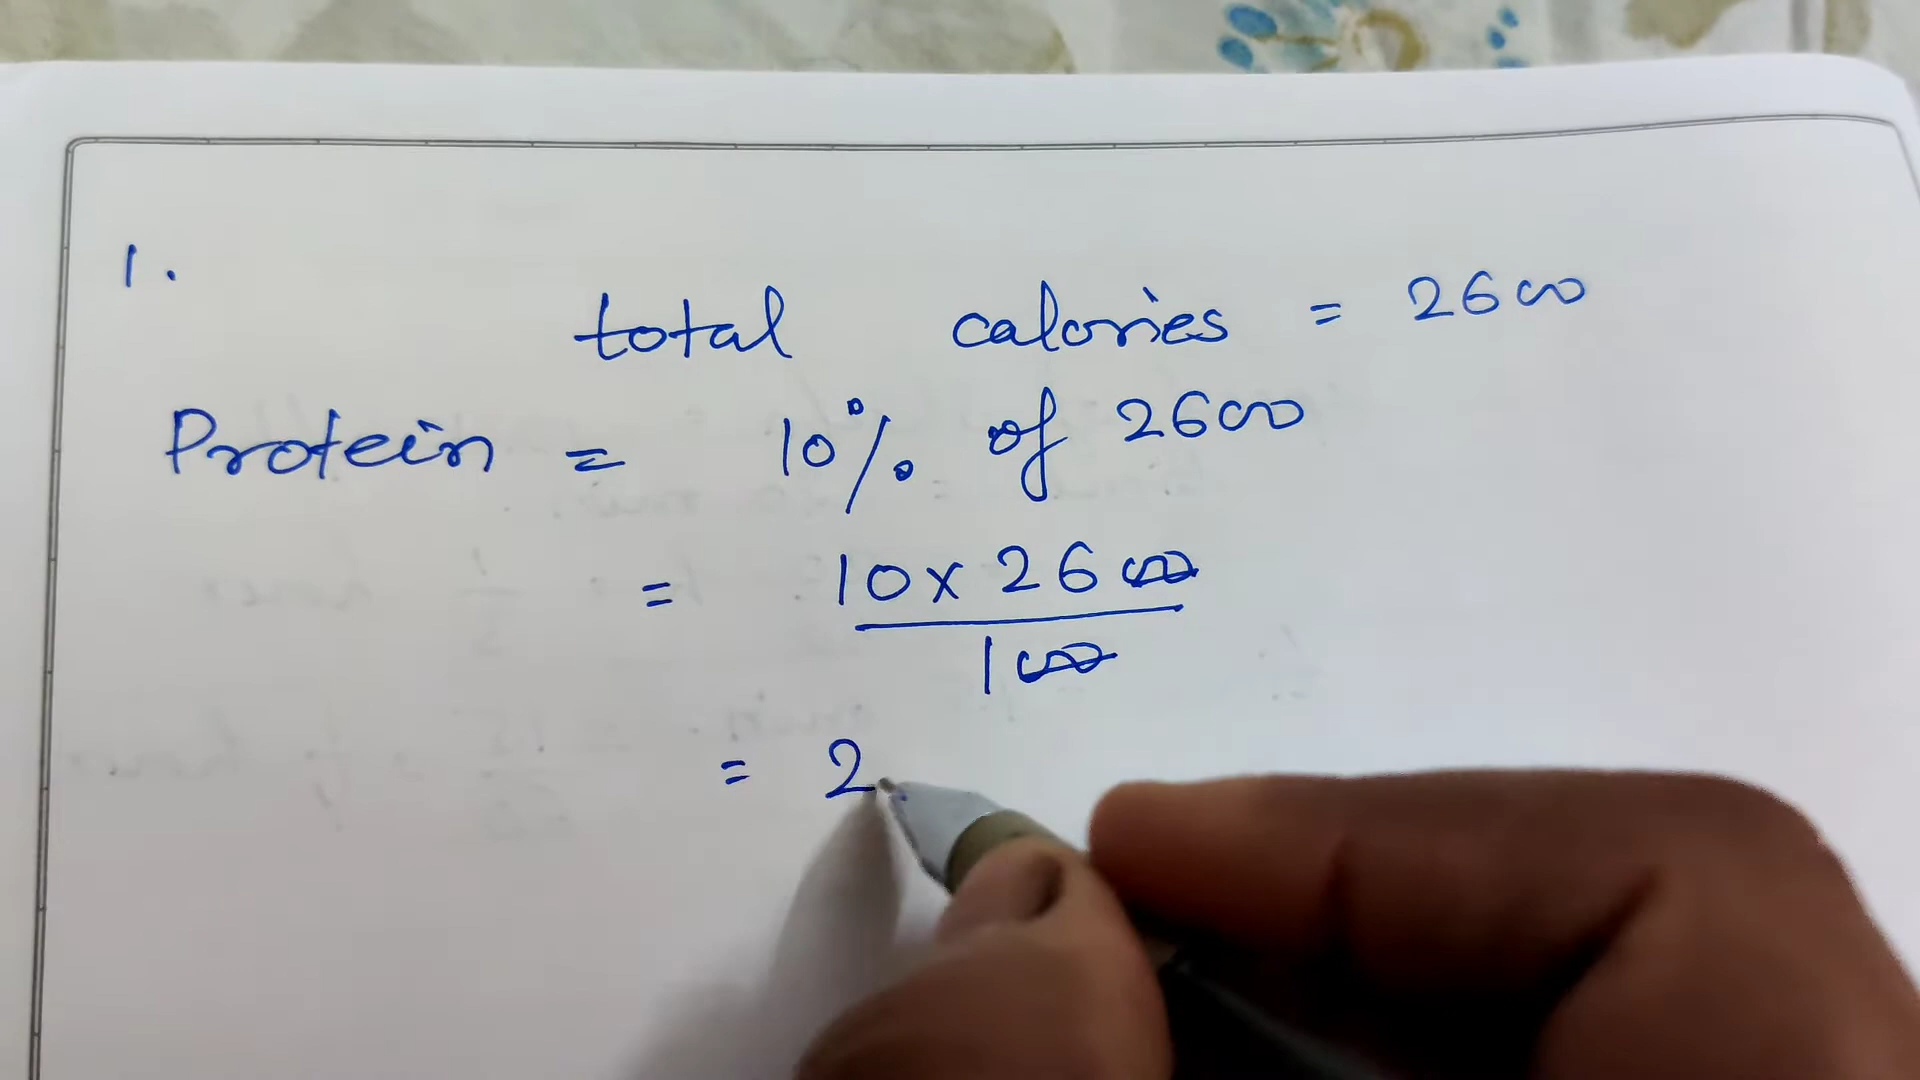 1.
total calories = 2600
Protein = 10% of 2600
= 10 x 2600
100
= 2